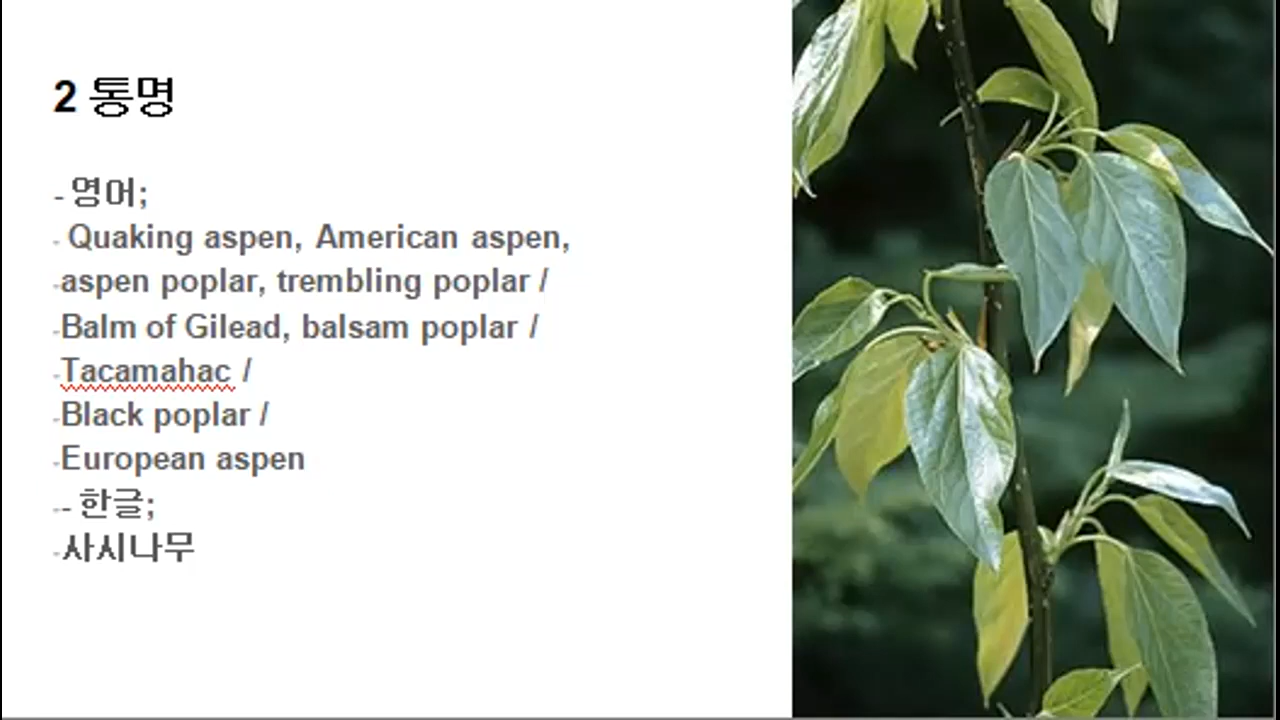 2 통명
- 영어;
- Quaking aspen, American aspen,
-aspen poplar, trembling poplar /
-Balm of Gilead, balsam poplar /
-Tacamahac /
-Black poplar /
-European aspen
-- 한글;
-사시나무